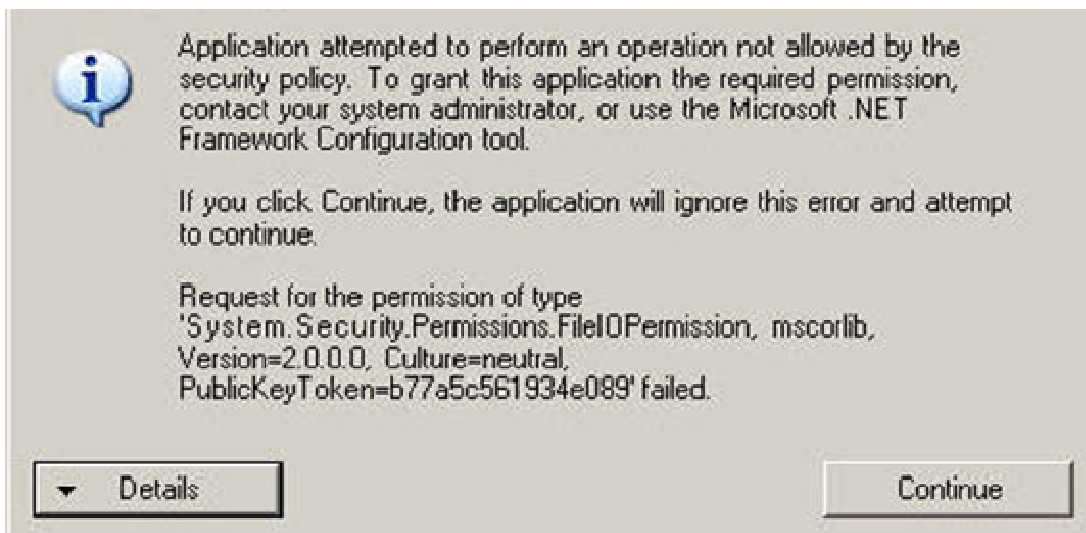 Application attempted to perform an operation not allowed by the
security policy. To grant this application the required permission,
contact your system administrator, or use the Microsoft .NET
Framework Configuration tool.
If you click Continue, the application will ignore this error and attempt
to continue.
Request for the permission of type
'System.Security.Permissions.FileIOPermission, mscorlib,
Version=2.0.0.0, Culture=neutral,
PublicKeyToken=b77a5c561934e089' failed.
Details
Continue